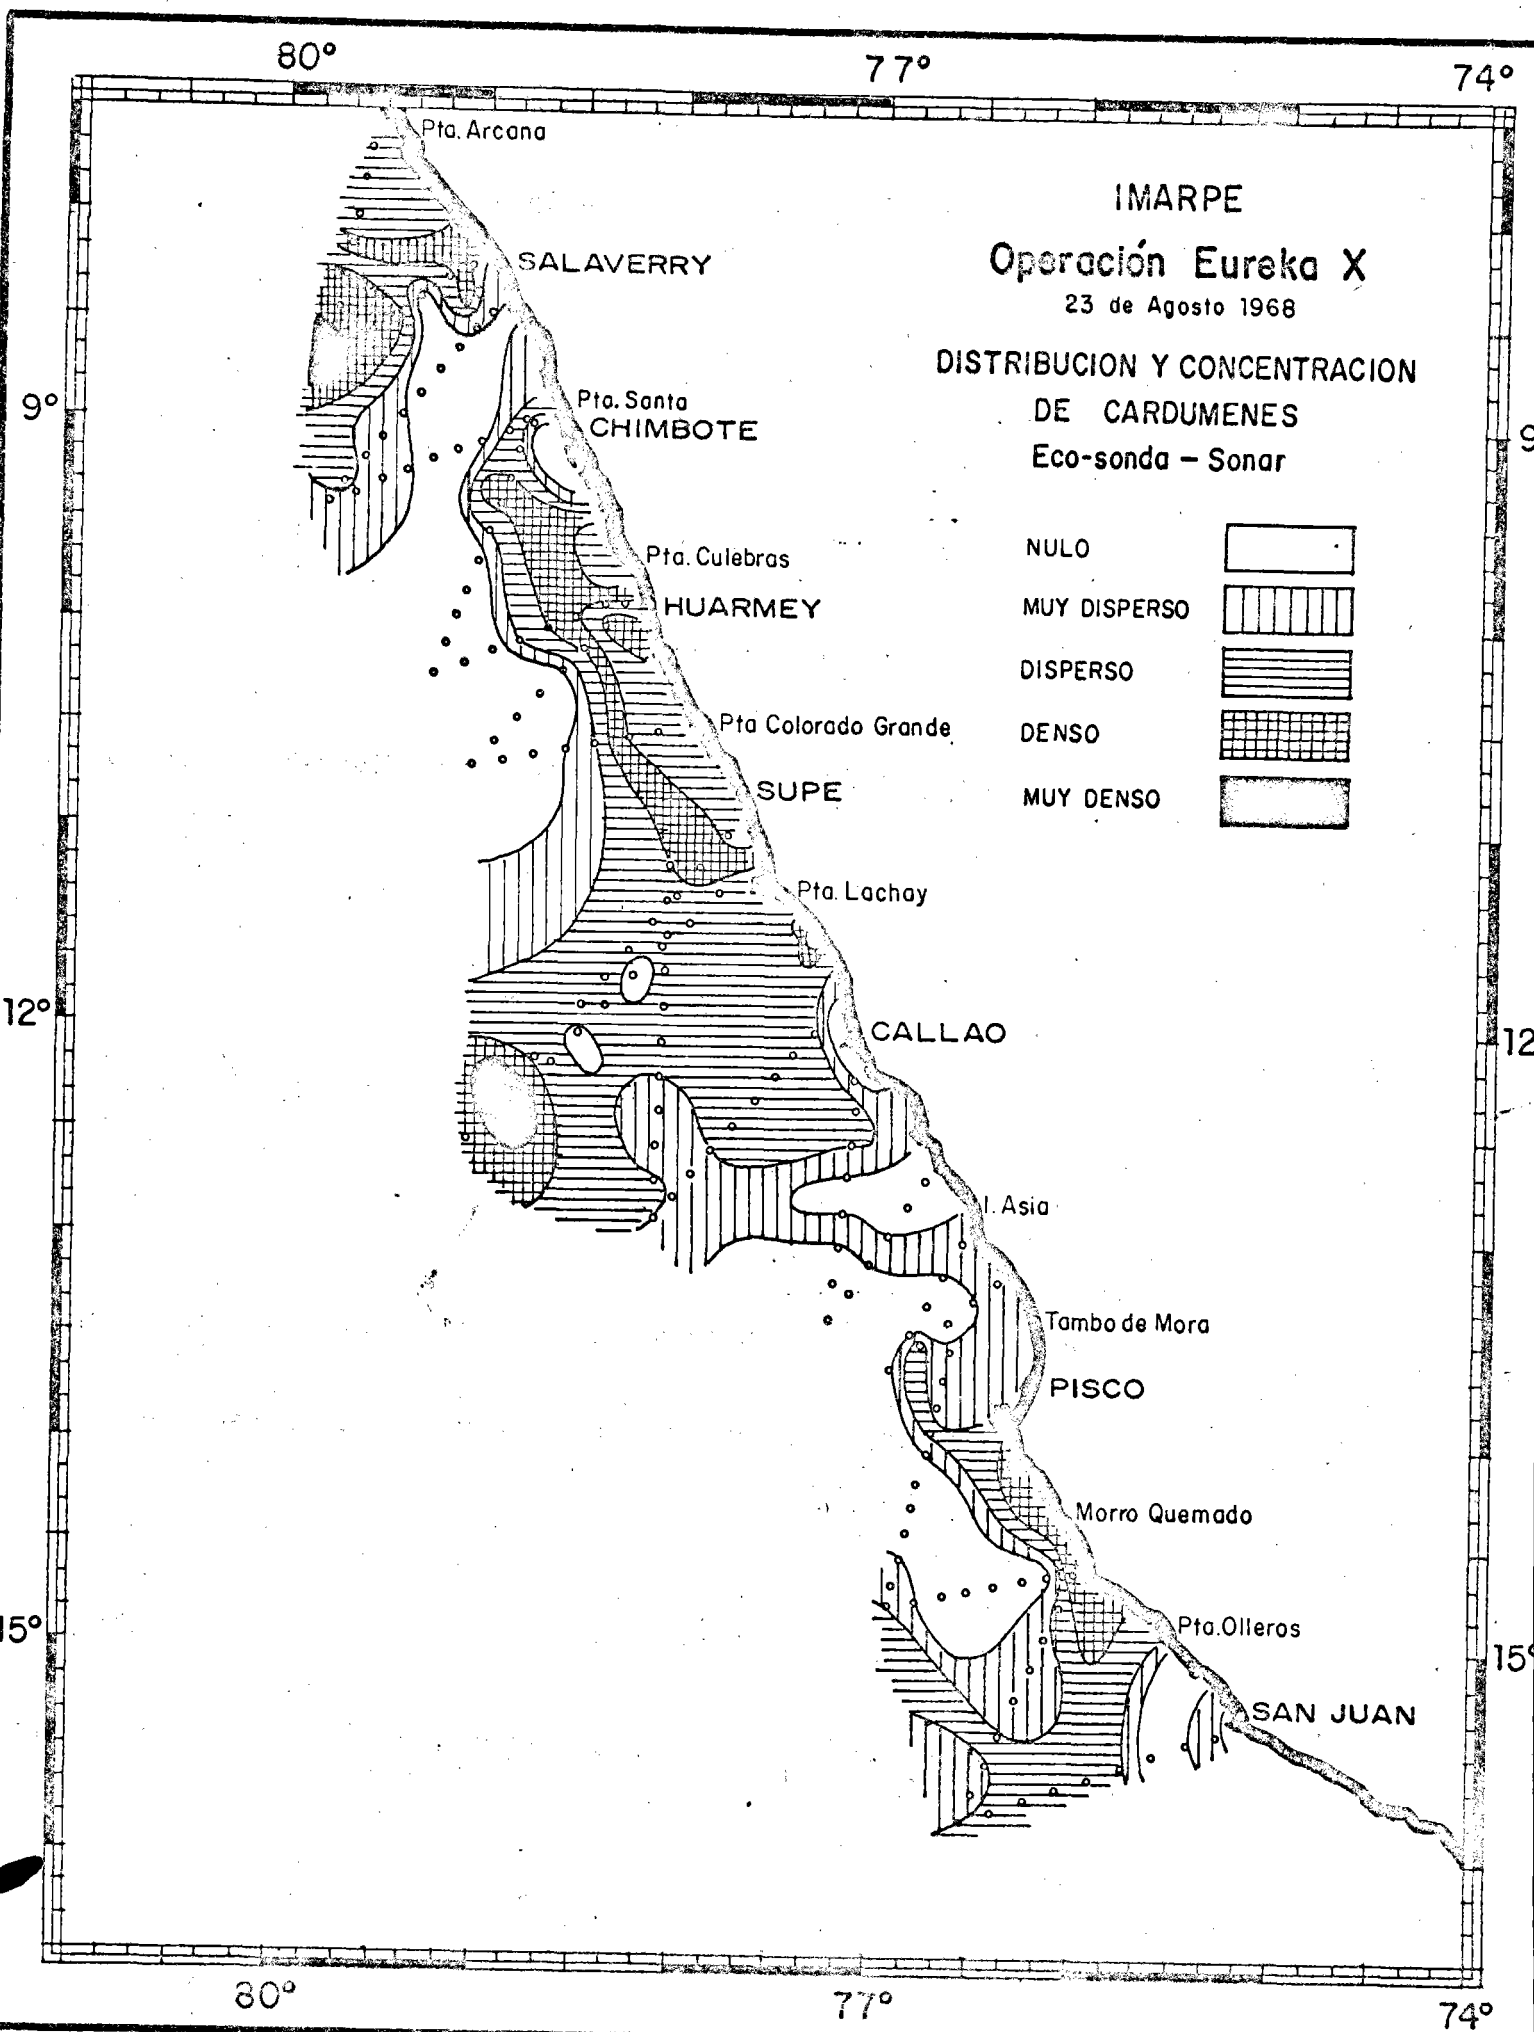 80° 77° 74°
Pta. Arcana
IMARPE
SALAVERRY
Operación Eureka X
23 de Agosto 1968
DISTRIBUCION Y CONCENTRACION
9° Pta. Santa
DE CARDUMENES
CHIMBOTE 9
Eco-sonda – Sonar
NULO
Pta. Culebras
HUARMEY MUY DISPERSO
DISPERSO
Pta Colorado Grande DENSO
SUPE MUY DENSO
Pta. Lachay
12° CALLAO 12
I. Asia
Tambo de Mora
PISCO
Morro Quemado
15° Pta. Olleros
15°
SAN JUAN
80° 77° 74°